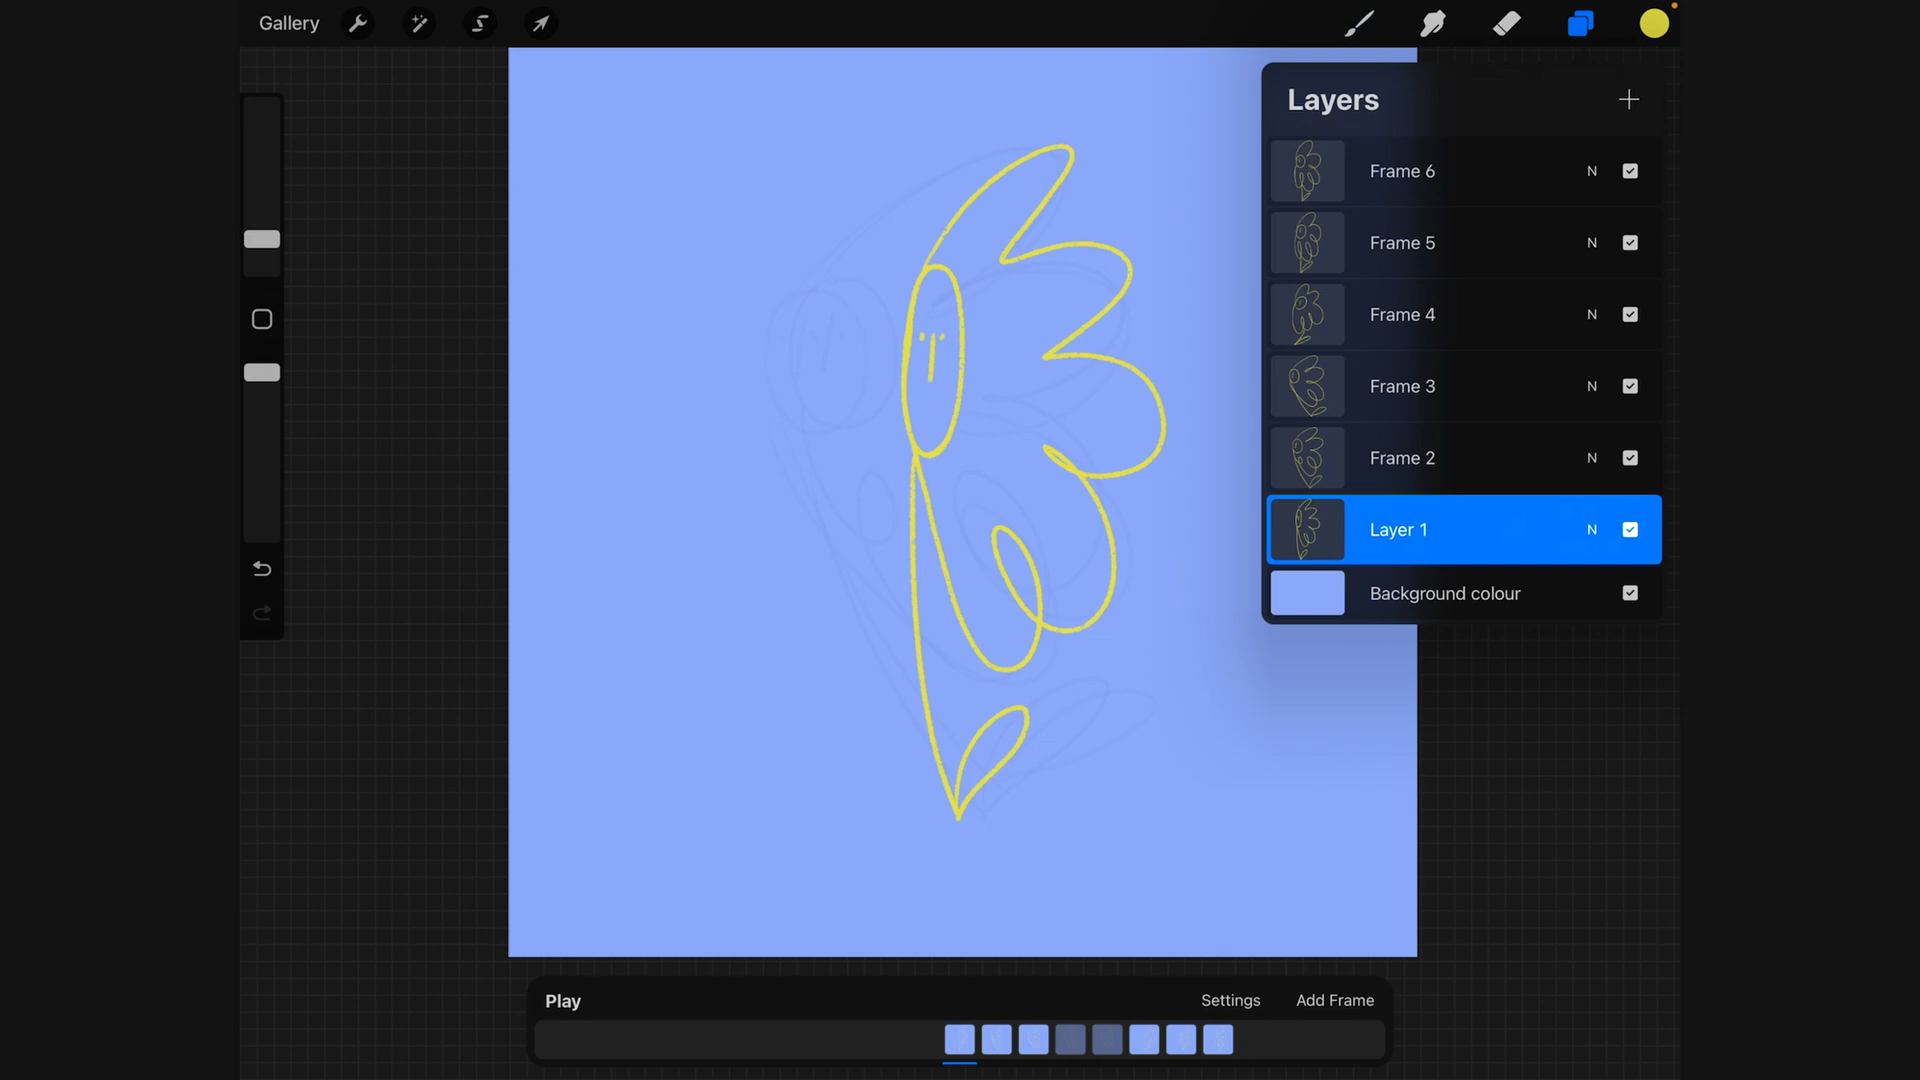 Gallery
Layers
Frame 6 N
Frame 5 N
Frame 4 N
Frame 3 N
Frame 2 N
Layer 1 N
Background colour
Play Settings Add Frame